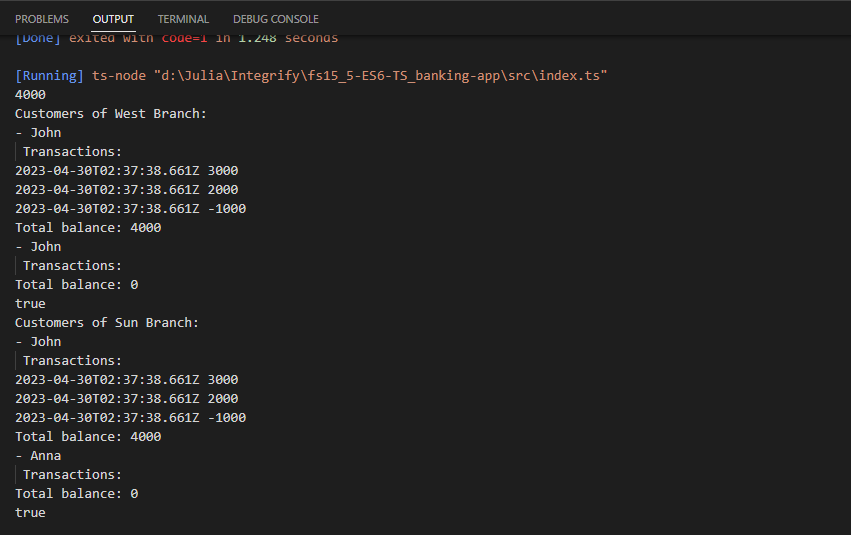 PROBLEMS OUTPUT TERMINAL DEBUG CONSOLE
[Done] exited with code=1 in 1.248 seconds
[Running] ts-node "d:\Julia\Integrify\fs15_5-ES6-TS_banking-app\src\index.ts"
4000
Customers of West Branch:
- John
Transactions:
2023-04-30T02:37:38.661Z 3000
2023-04-30T02:37:38.661Z 2000
2023-04-30T02:37:38.661Z -1000
Total balance: 4000
- John
Transactions:
Total balance: 0
true
Customers of Sun Branch:
- John
Transactions:
2023-04-30T02:37:38.661Z 3000
2023-04-30T02:37:38.661Z 2000
2023-04-30T02:37:38.661Z -1000
Total balance: 4000
- Anna
Transactions:
Total balance: 0
true